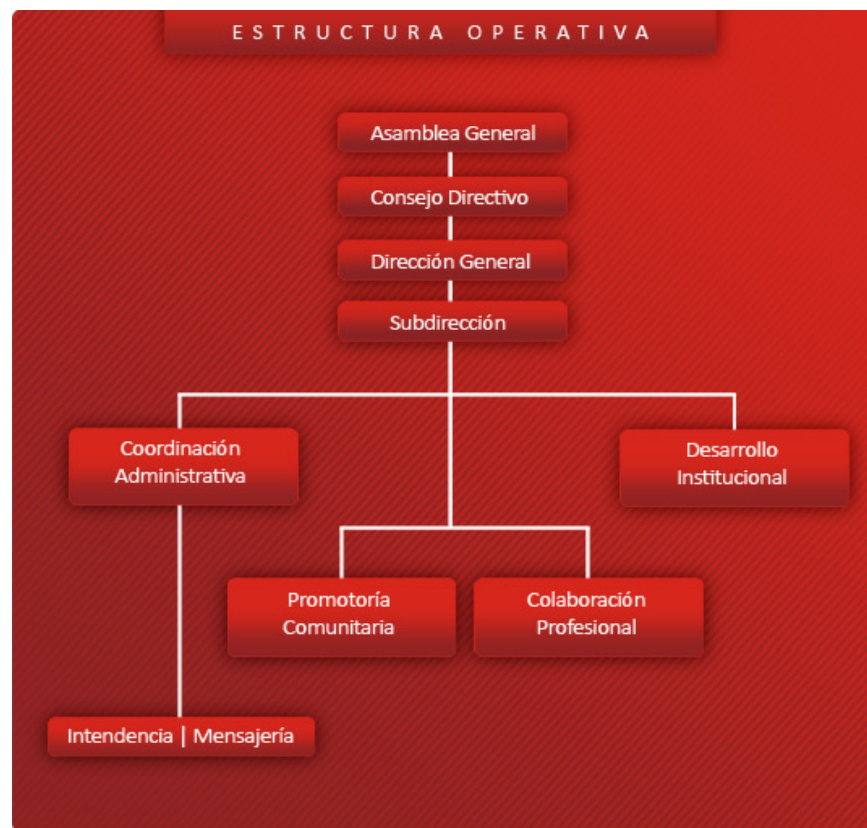 ESTRUCTURA OPERATIVA
Asamblea General
Consejo Directivo
Dirección General
Subdirección
Coordinación
Administrativa
Desarrollo
Institucional
Promotoría
Comunitaria
Colaboración
Profesional
Intendencia | Mensajería